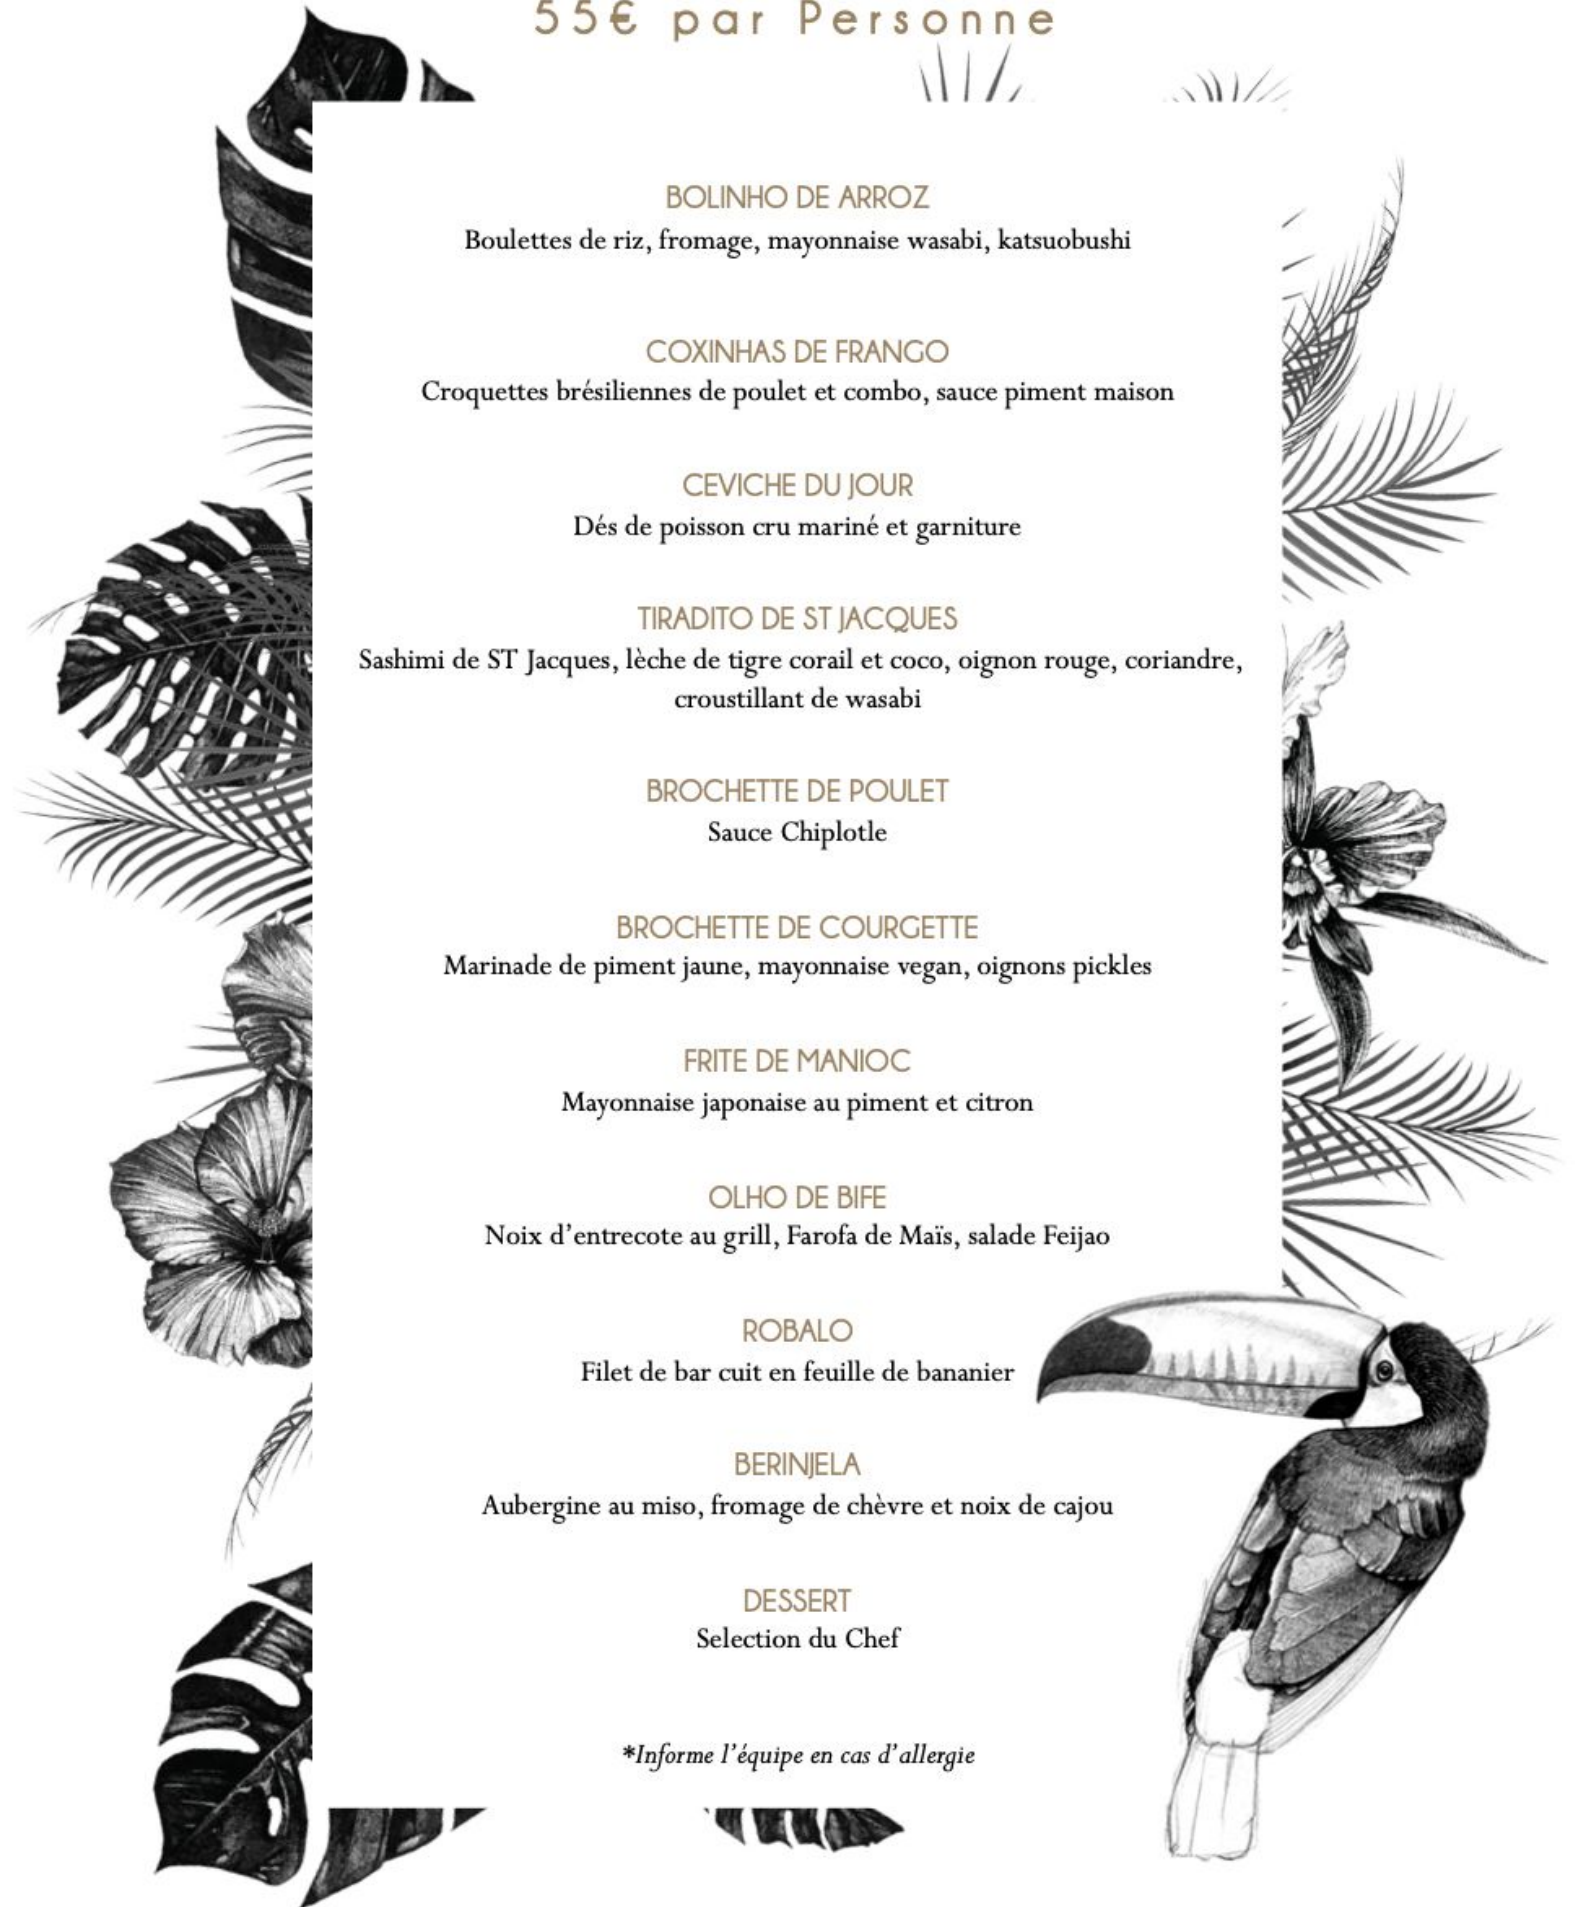 55€ par Personne
BOLINHO DE ARROZ
Boulettes de riz, fromage, mayonnaise wasabi, katsuobushi
COXINHAS DE FRANGO
Croquettes brésiliennes de poulet et combo, sauce piment maison
CEVICHE DU JOUR
Dés de poisson cru mariné et garniture
TIRADITO DE ST JACQUES
Sashimi de ST Jacques, lèche de tigre corail et coco, oignon rouge, coriandre,
croustillant de wasabi
BROCHETTE DE POULET
Sauce Chiplotle
BROCHETTE DE COURGETTE
Marinade de piment jaune, mayonnaise vegan, oignons pickles
FRITE DE MANIOC
Mayonnaise japonaise au piment et citron
OLHO DE BIFE
Noix d'entrecote au grill, Farofa de Maïs, salade Feijao
ROBALO
Filet de bar cuit en feuille de bananier
BERINJELA
Aubergine au miso, fromage de chèvre et noix de cajou
DESSERT
Selection du Chef
*Informe l'équipe en cas d'allergie